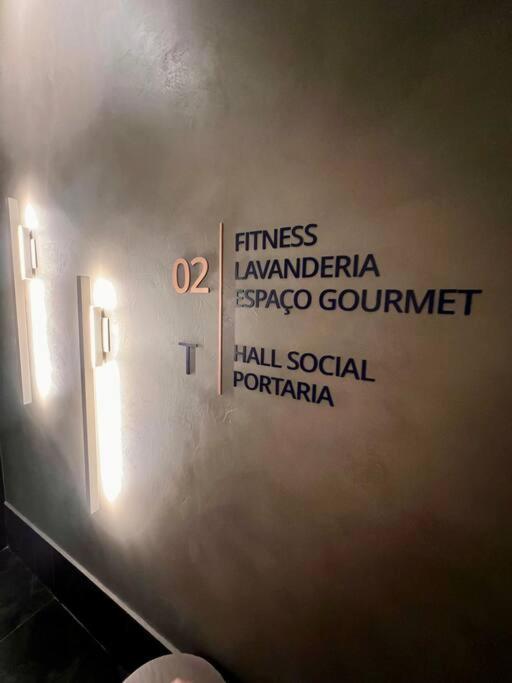 02
FITNESS
LAVANDERIA
ESPAÇO GOURMET
T
HALL SOCIAL
PORTARIA